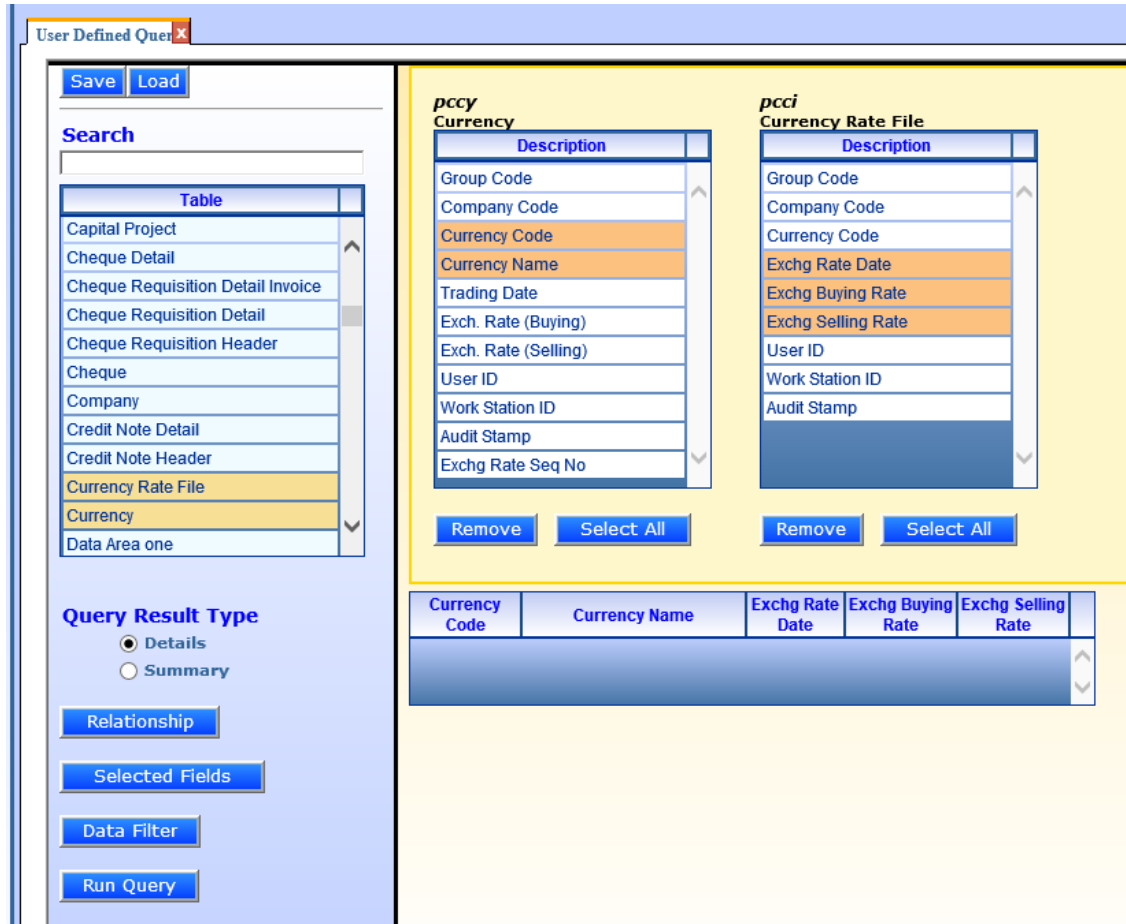 User Defined Quer
x
Save Load
Search
Table
Capital Project
Cheque Detail
Cheque Requisition Detail Invoice
Cheque Requisition Detail
Cheque Requisition Header
Cheque
Company
Credit Note Detail
Credit Note Header
Currency Rate File
Currency
Data Area one
Query Result Type
Details
Summary
Relationship
Selected Fields
Data Filter
Run Query
pccy
Currency
Description
Group Code
Company Code
Currency Code
Currency Name
Trading Date
Exch. Rate (Buying)
Exch. Rate (Selling)
User ID
Work Station ID
Audit Stamp
Exchg Rate Seq No
Remove Select All
pcci
Currency Rate File
Description
Group Code
Company Code
Currency Code
Exchg Rate Date
Exchg Buying Rate
Exchg Selling Rate
User ID
Work Station ID
Audit Stamp
Remove Select All
Currency
Code
Currency Name
Exchg Rate
Date
Exchg Buying
Rate
Exchg Selling
Rate